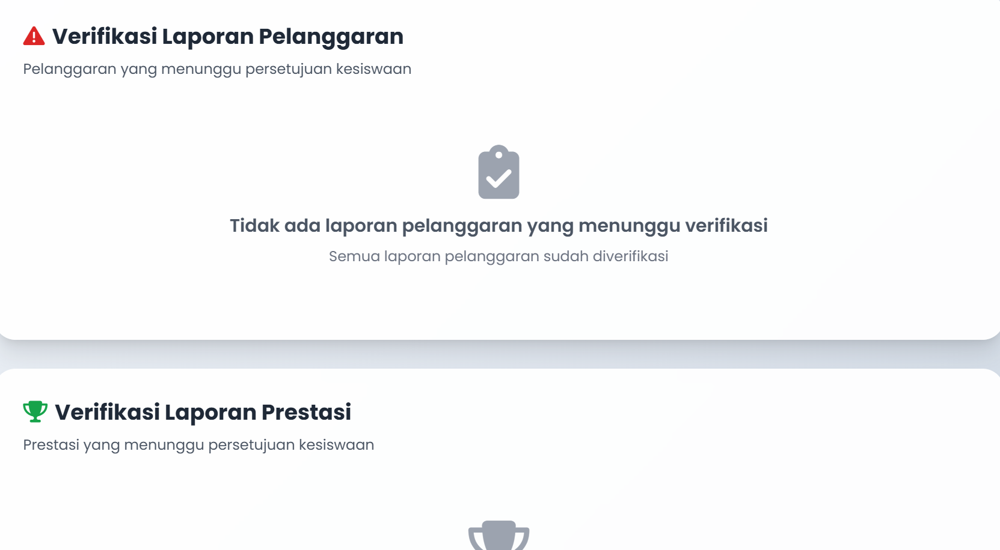 Verifikasi Laporan Pelanggaran
Pelanggaran yang menunggu persetujuan kesiswaan
Tidak ada laporan pelanggaran yang menunggu verifikasi
Semua laporan pelanggaran sudah diverifikasi
Verifikasi Laporan Prestasi
Prestasi yang menunggu persetujuan kesiswaan